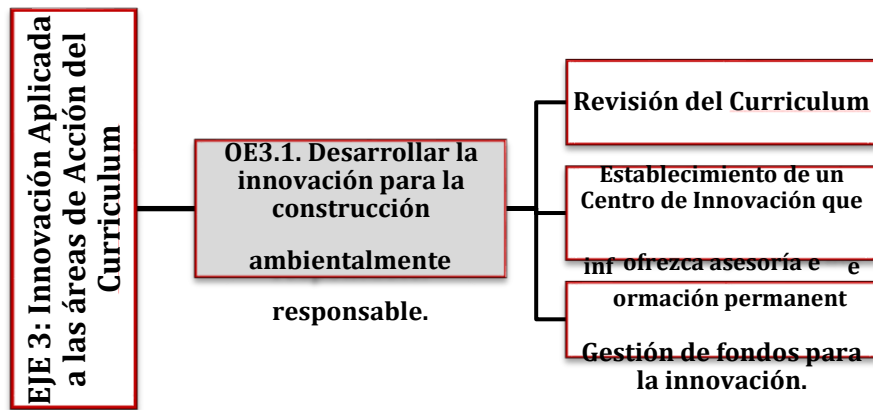 EJE 3: Innovación Aplicada
a las áreas de Acción del
Curriculum
OE3.1. Desarrollar la
innovación para la
construcción
ambientalmente
responsable.
Revisión del Curriculum
Establecimiento de un
Centro de Innovación que
inf ofrezca asesoría e e
ormación permanent
Gestión de fondos para
la innovación.